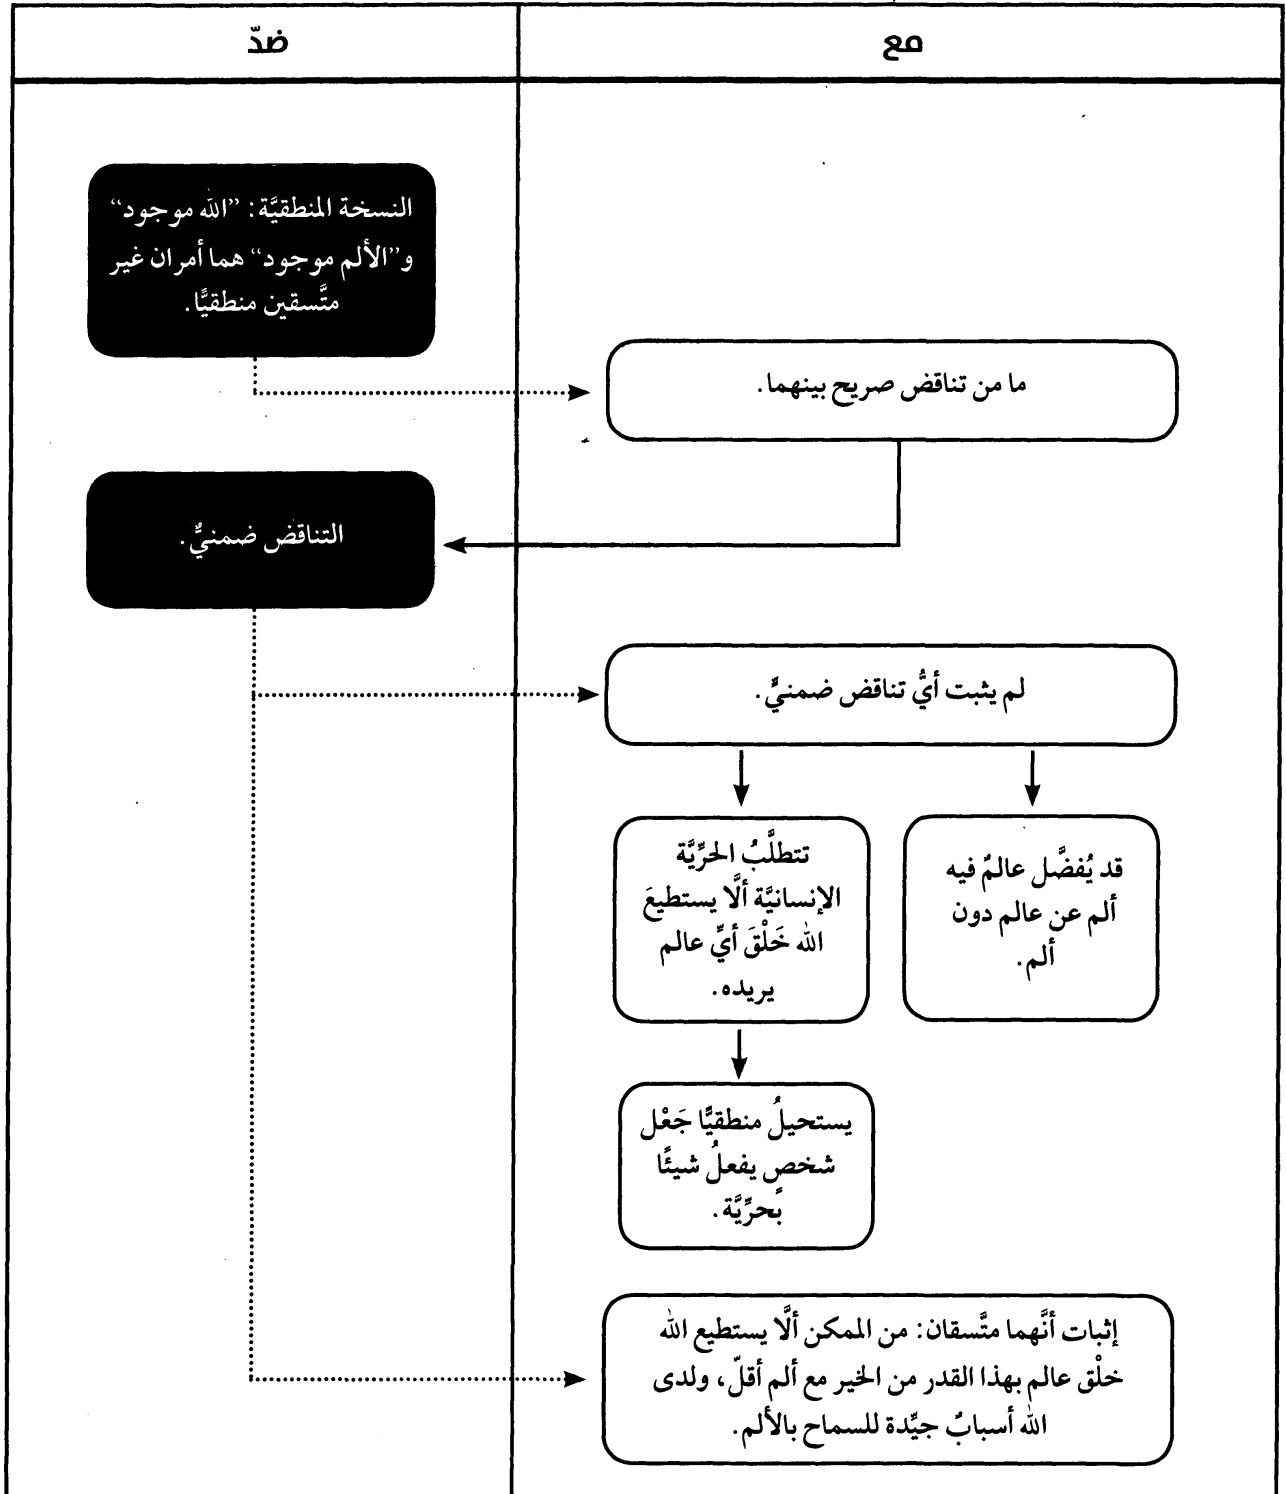 مع
ضدّ
النسخة المنطقيَّة: ”الله موجود“
و”الألم موجود“ هما أمران غير
متَّسقين منطقيًّا.
ما من تناقض صريح بينهما.
التناقض ضمنيٌّ.
لم يثبت أيُّ تناقض ضمنيٍّ.
قد يُفضَّل عالمٌ فيه
ألم عن عالم دون
ألم.
تتطلَّبُ الحرِّيَّة
الإنسانيَّة ألَّا يستطيعَ
الله خَلْقَ أيِّ عالم
يريده.
يستحيلُ منطقيًّا جَعْل
شخصٍ يفعلُ شيئًا
بحرِّيَّة.
إثبات أنَّهما متَّسقان: من الممكن ألَّا يستطيع الله
خلْق عالم بهذا القدر من الخير مع ألم أقلّ، ولدى
الله أسبابٌ جيِّدة للسماح بالألم.